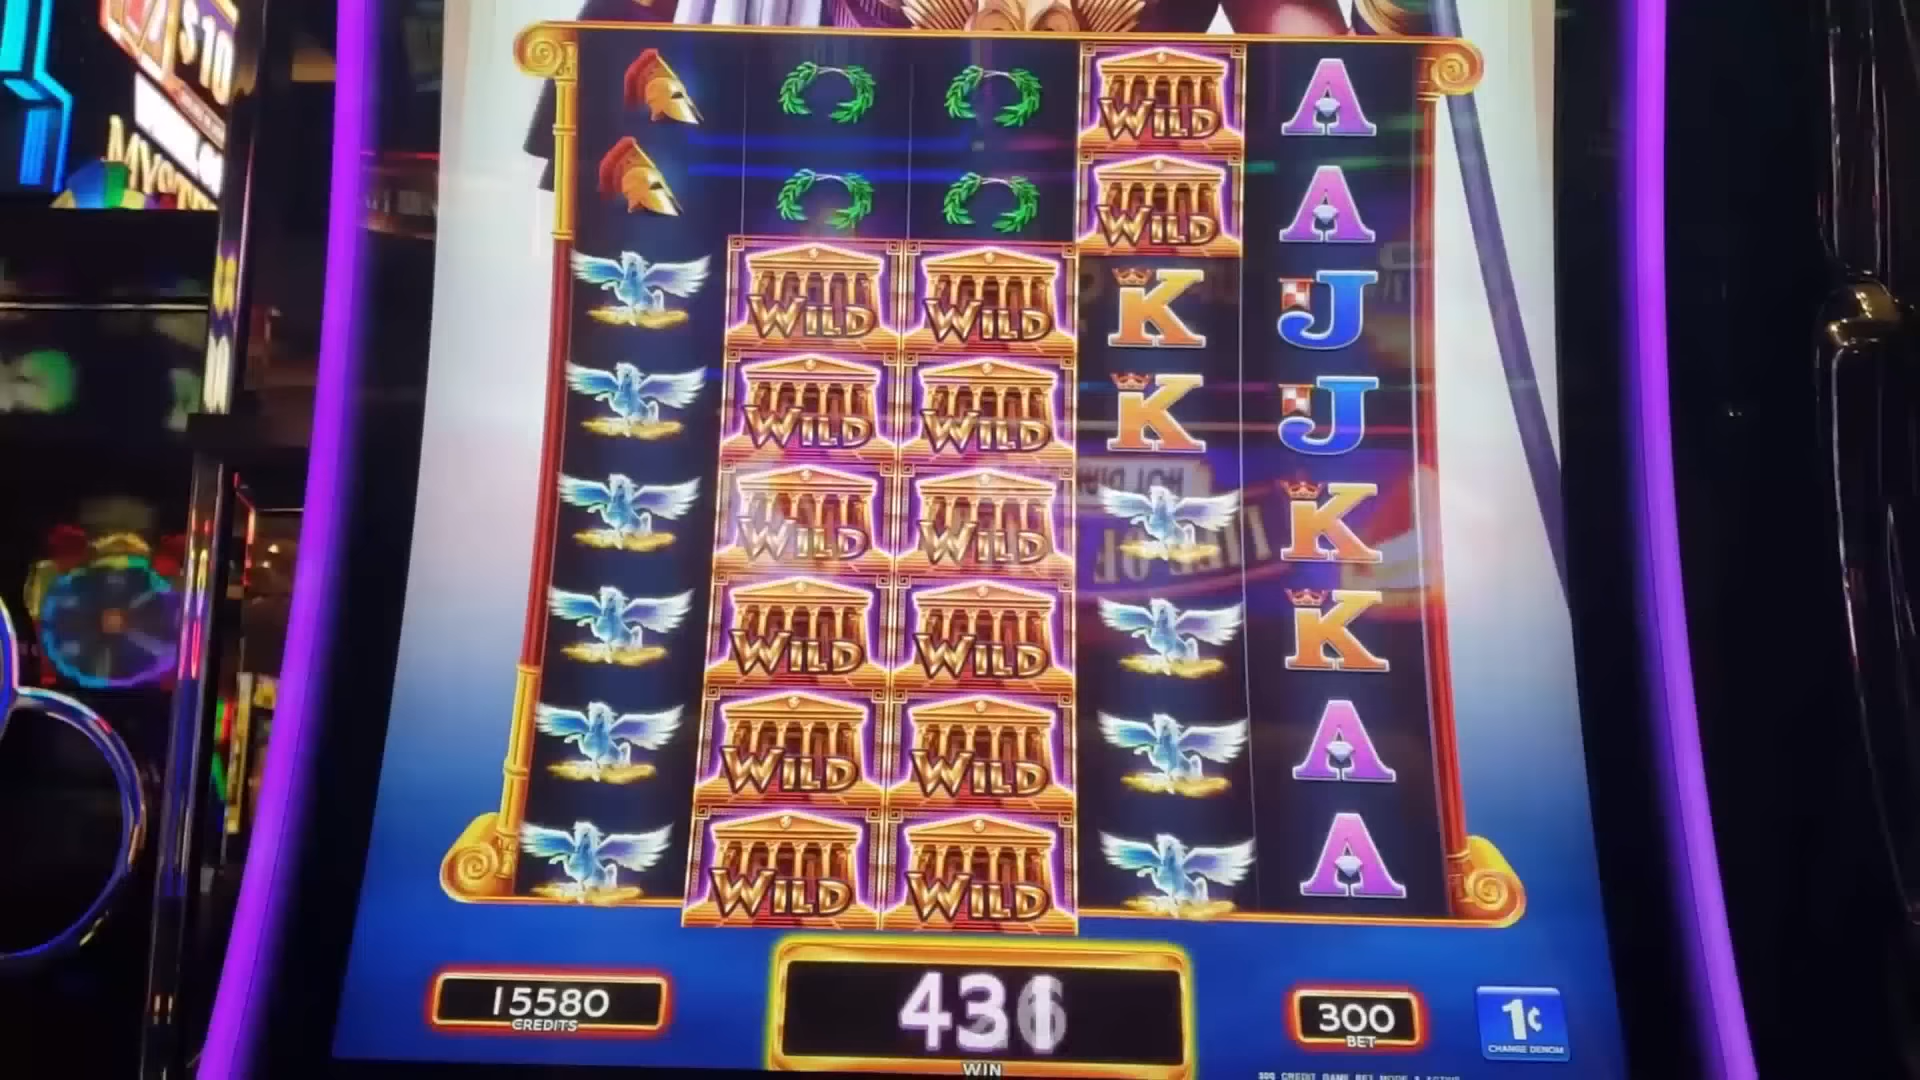 $10
WILD A
WILD A
WILD WILD K J
WILD WILD K J
WILD WILD K
WILD WILD K
WILD WILD A
WILD WILD A
15580
CREDITS
WIN
300
BET
1¢
CHANGE DENOM